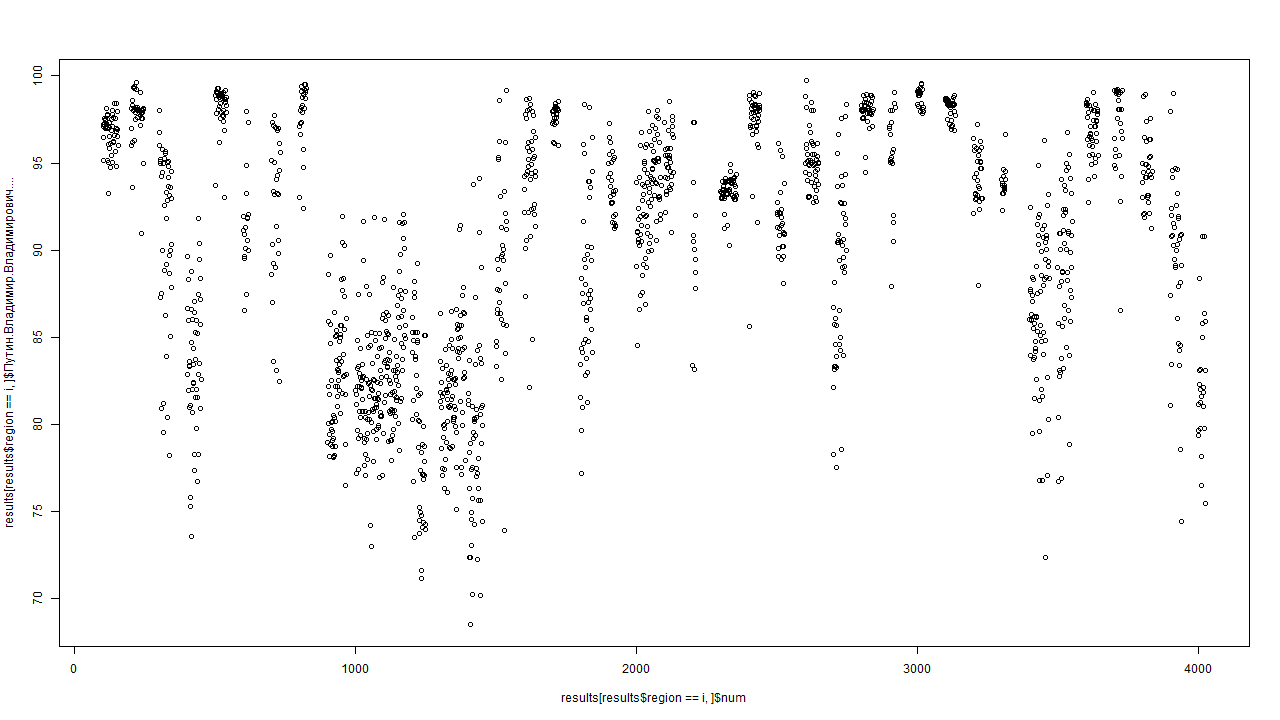 results[results$region == i, ]$Путин.Владимир.Владимирович....
100
95
90
85
80
75
70
0 1000 2000 3000 4000
results[results$region == i, ]$num